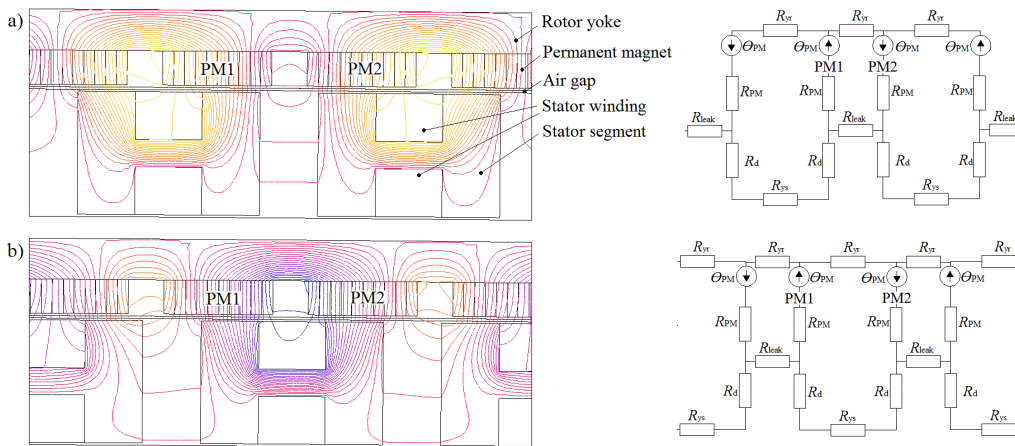 a)
Rotor yoke
Permanent magnet
Air gap
Stator winding
Stator segment
PM1
PM2
Ryr
Ryr
Ryr
ΘPM
ΘPM
ΘPM
ΘPM
PM1
PM2
RPM
RPM
RPM
RPM
Rleak
Rleak
Rleak
Rd
Rd
Rd
Rd
Rys
Rys
b)
PM1
PM2
Ryr
Ryr
Ryr
Ryr
ΘPM
ΘPM
ΘPM
ΘPM
PM1
PM2
RPM
RPM
RPM
RPM
Rleak
Rleak
Rd
Rd
Rd
Rd
Rys
Rys
Rys